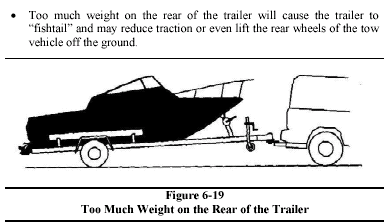 • Too much weight on the rear of the trailer will cause the trailer to
“fishtail” and may reduce traction or even lift the rear wheels of the tow
vehicle off the ground.
Figure 6-19
Too Much Weight on the Rear of the Trailer